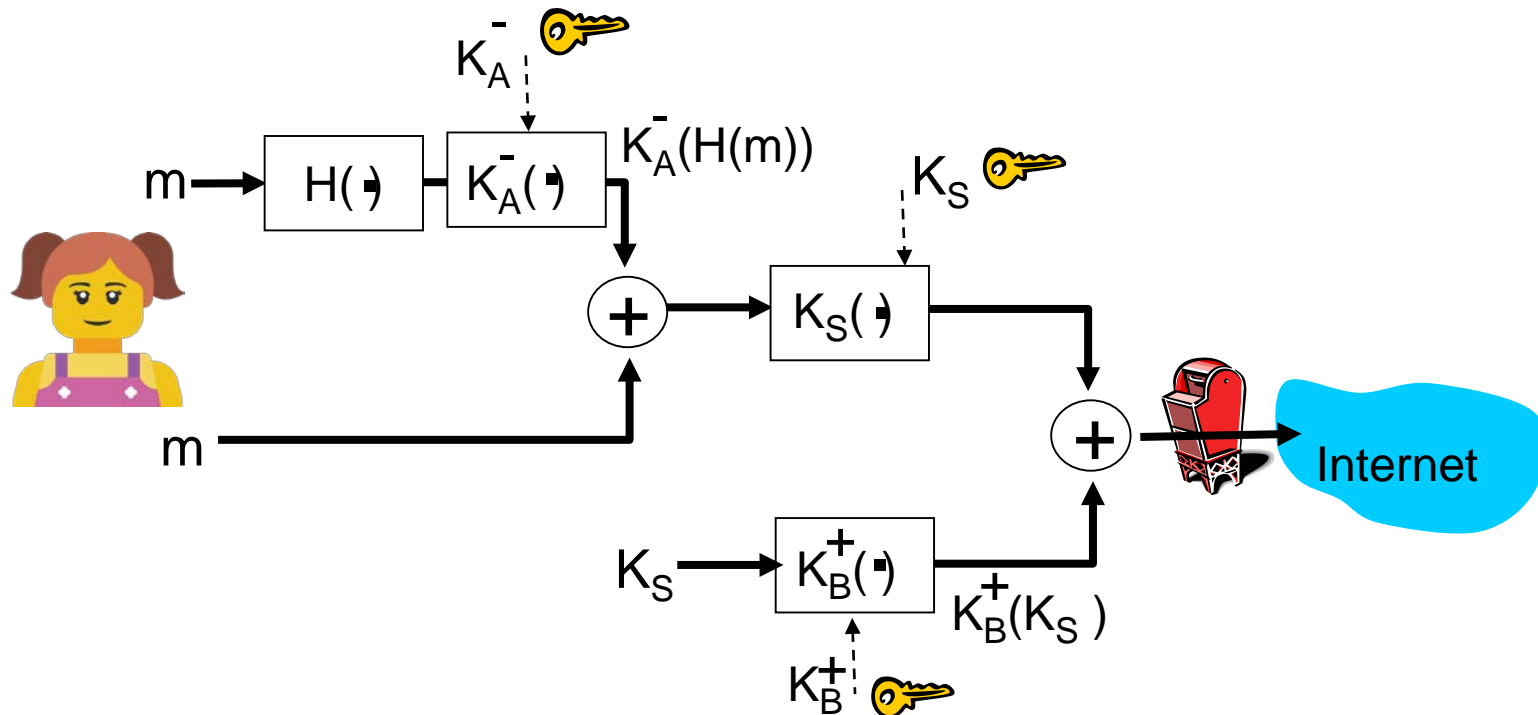 K_A^-
K_A^-(H(m))
m
H(·)
K_A^-(·)
K_S
+
K_S(·)
m
+
Internet
K_S
K_B^+(·)
K_B^+(K_S )
K_B^+